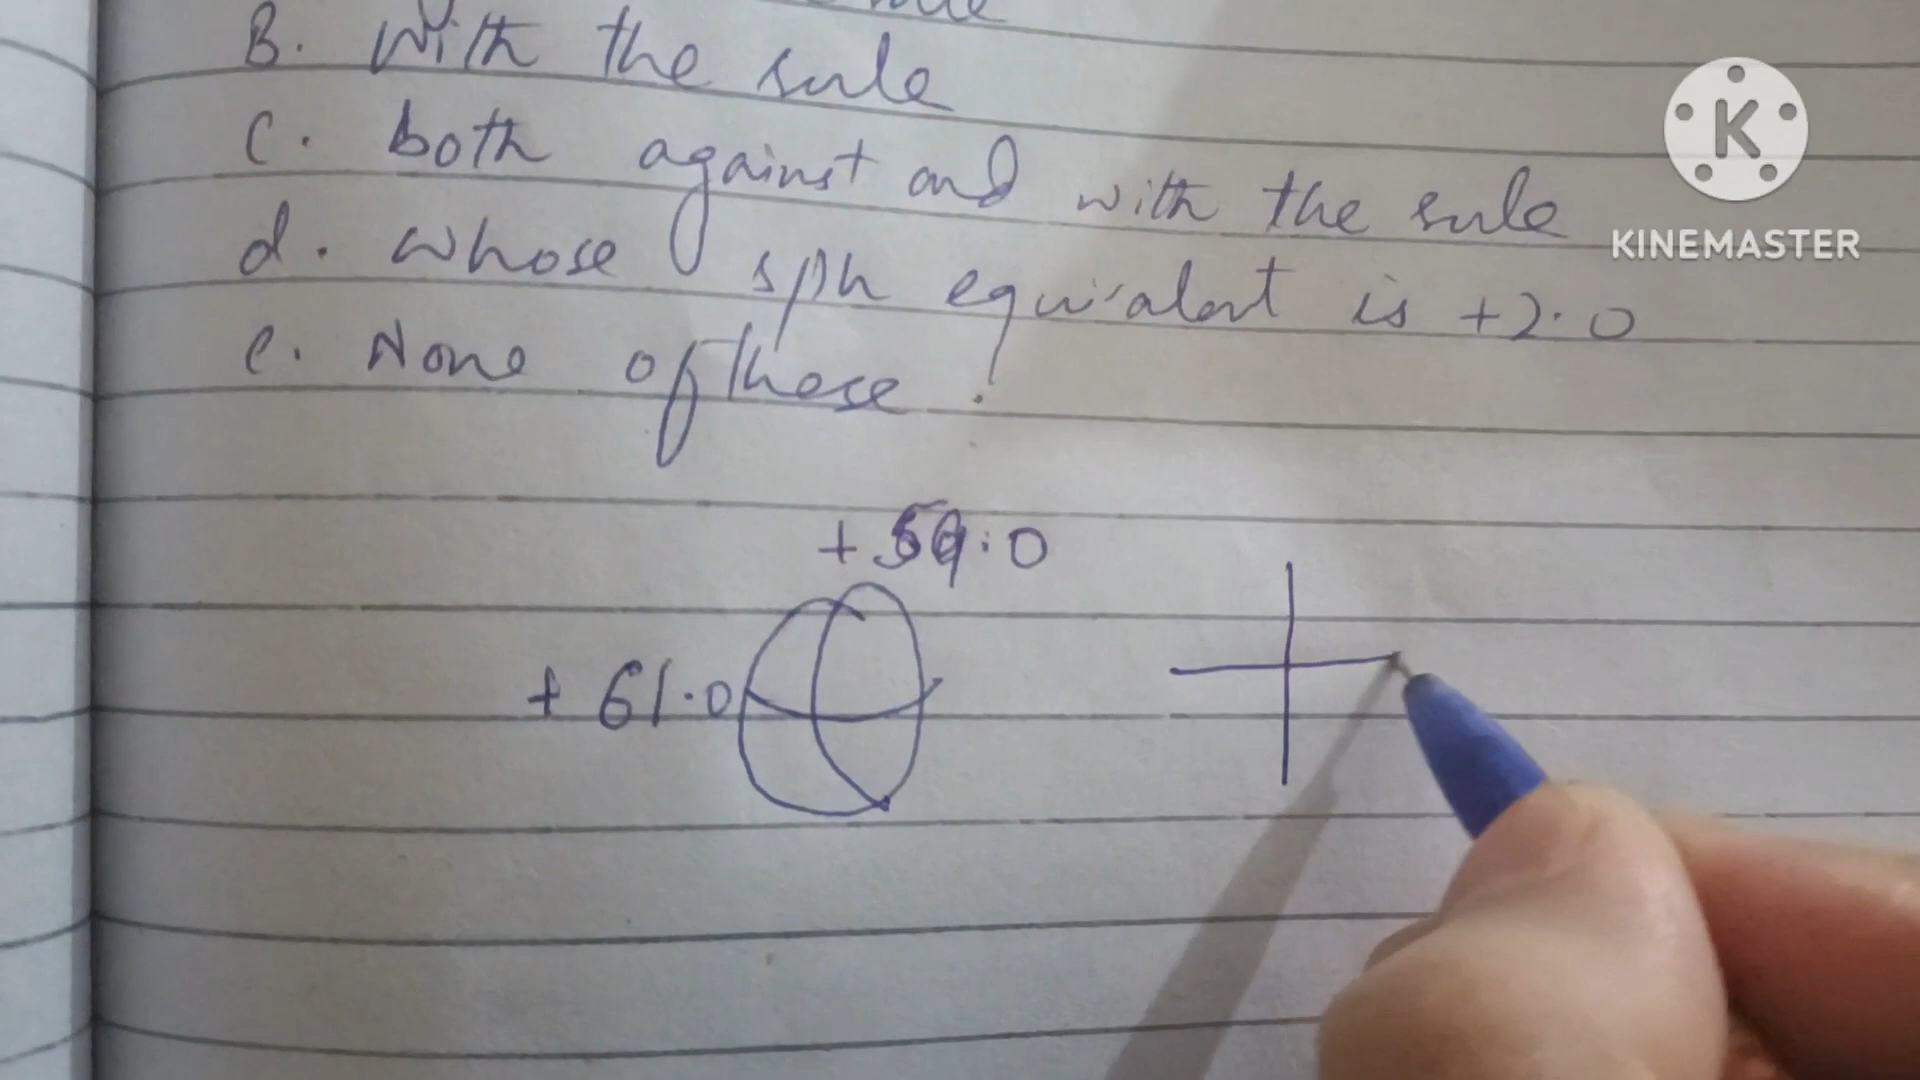 B. With the rule
C. both against and with the rule
d. whose sph equivalent is +2.0
e. None of these!
+ 59.0
+ 61.0
K
KINEMASTER